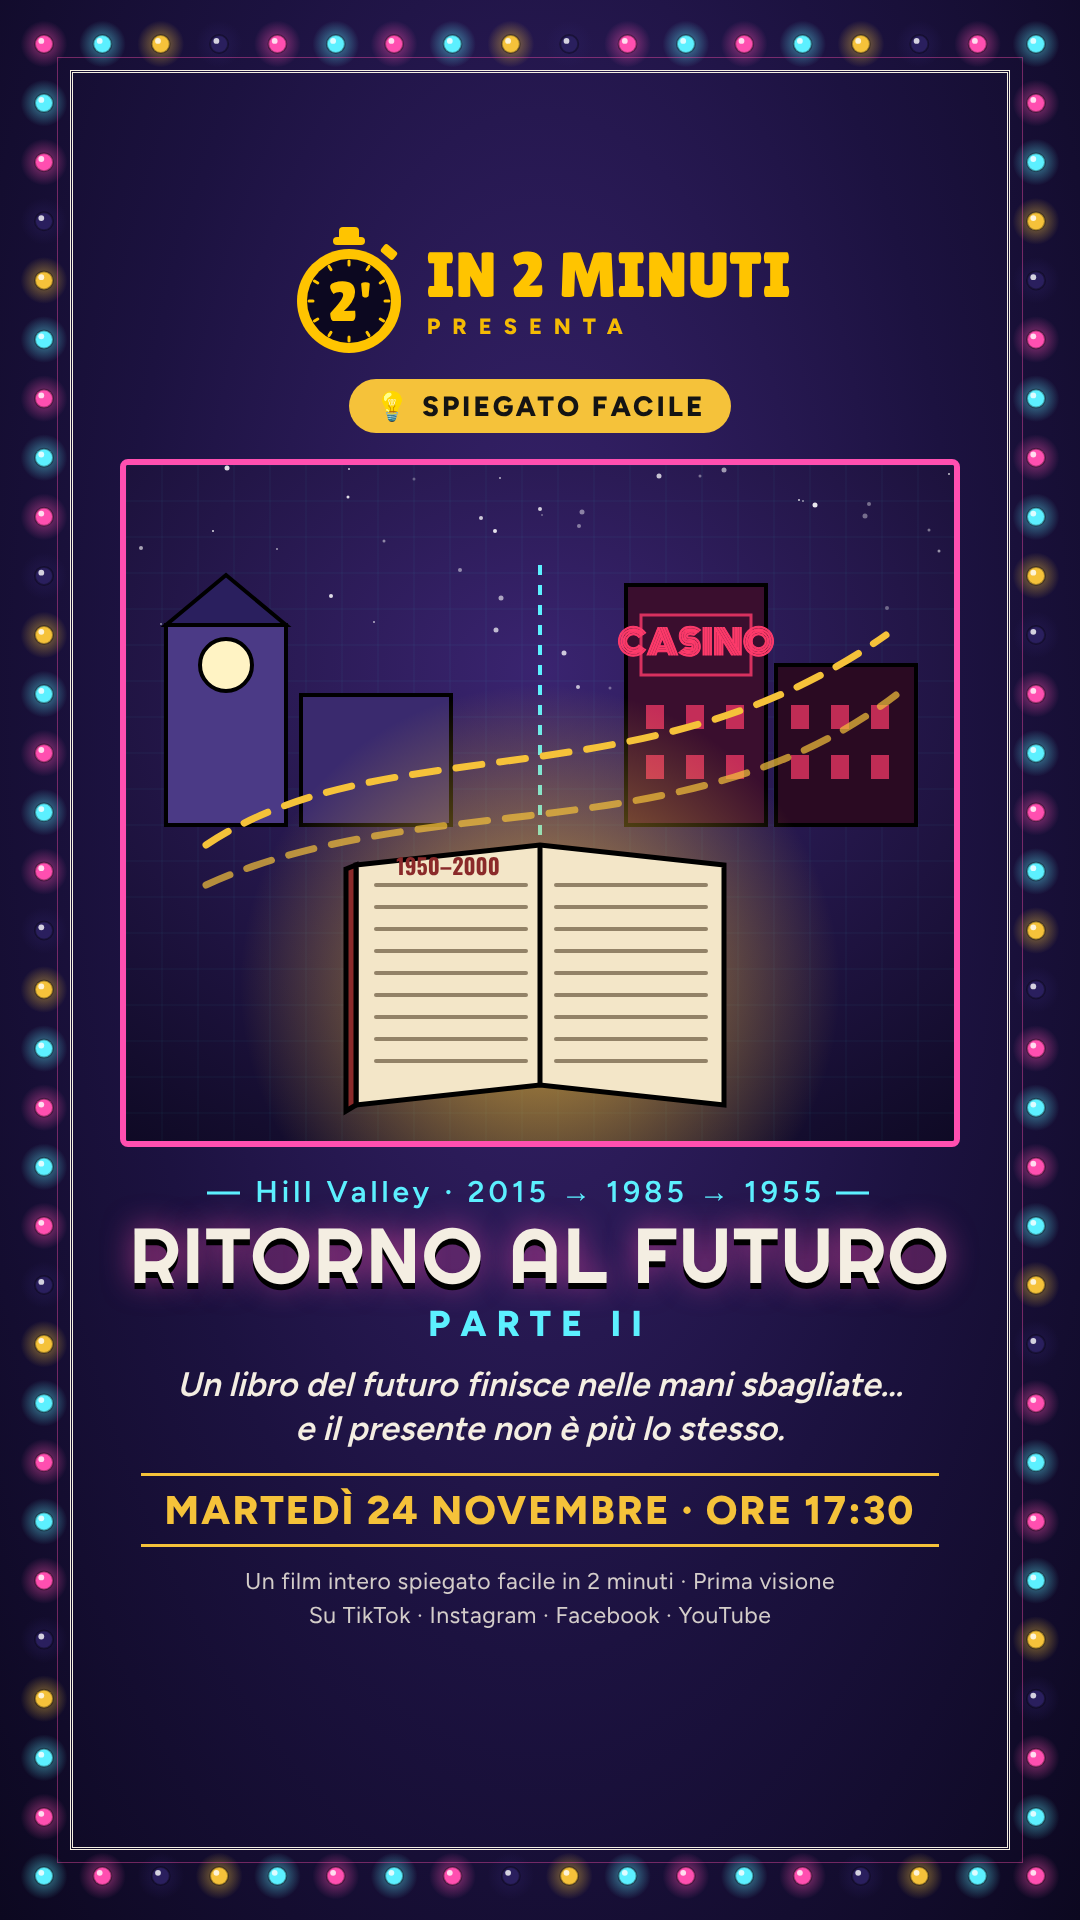 2'
IN 2 MINUTI
PRESENTA
💡 SPIEGATO FACILE
CASINO
1950–2000
— Hill Valley · 2015 → 1985 → 1955 —
RITORNO AL FUTURO
PARTE II
Un libro del futuro finisce nelle mani sbagliate...
e il presente non è più lo stesso.
MARTEDÌ 24 NOVEMBRE · ORE 17:30
Un film intero spiegato facile in 2 minuti · Prima visione
Su TikTok · Instagram · Facebook · YouTube